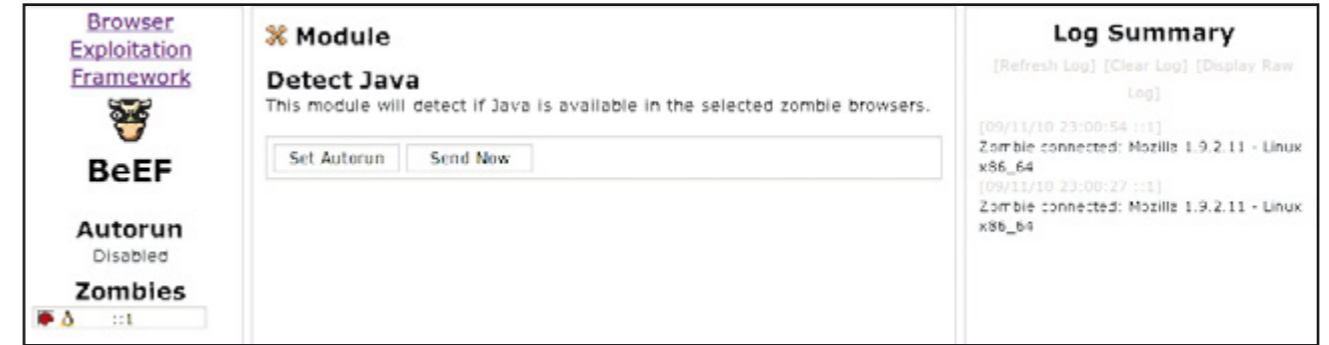 Browser
Exploitation
Framework
BeEF
Autorun
Disabled
Zombies
::1
Module
Detect Java
This module will detect if Java is available in the selected zombie browsers.
Set Autorun Send Now
Log Summary
[Refresh Log] [Clear Log] [Display Raw
Log]
[09/11/10 23:00:54 ::1]
Zombie connected: Mozilla 1.9.2.11 - Linux
x86_64
[09/11/10 23:00:27 ::1]
Zombie connected: Mozilla 1.9.2.11 - Linux
x86_64